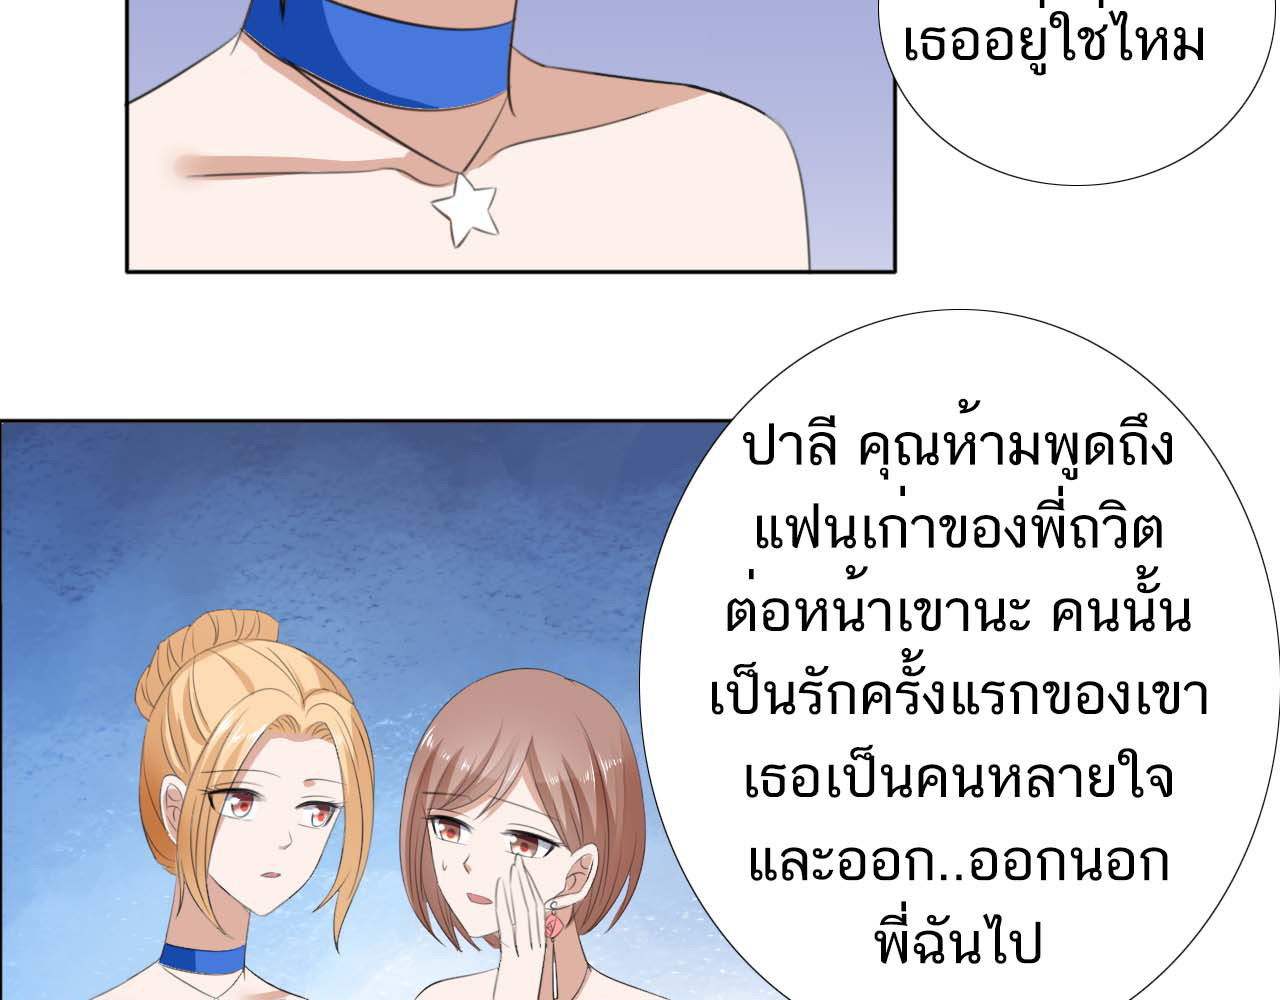 เธออยู่ใช่ไหม
ปาลี คุณห้ามพูดถึง
แฟนเก่าของพี่ถวิต
ต่อหน้าเขานะ คนนั้น
เป็นรักครั้งแรกของเขา
เธอเป็นคนหลายใจ
และออก..ออกนอก
พี่ฉันไป